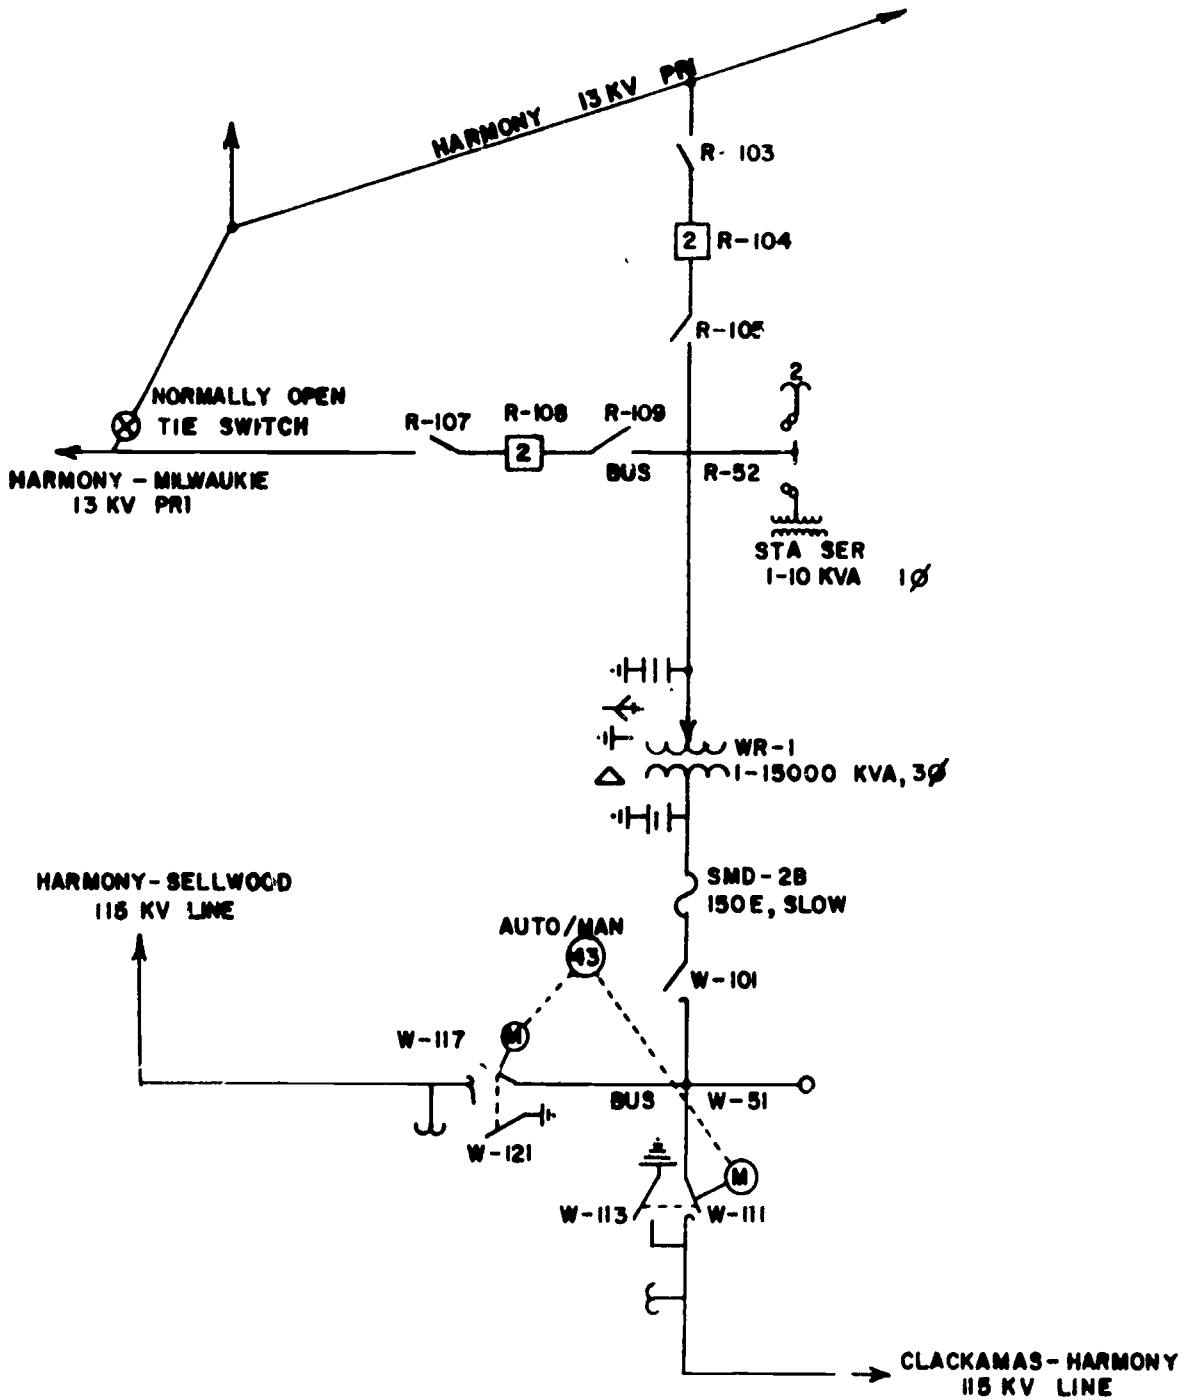 HARMONY 13 KV PRI
R-103
2 R-104
R-105
2
NORMALLY OPEN
TIE SWITCH
R-107
R-108
R-109
2
BUS
R-52
HARMONY-MILWAUKIE
13 KV PRI
STA SER
1-10 KVA 1Ø
WR-1
1-15000 KVA, 3Ø
HARMONY-SELLWOOD
115 KV LINE
SMD-2B
150E, SLOW
AUTO/MAN
43
W-101
W-117
M
BUS
W-51
W-121
M
W-113
W-111
CLACKAMAS-HARMONY
115 KV LINE